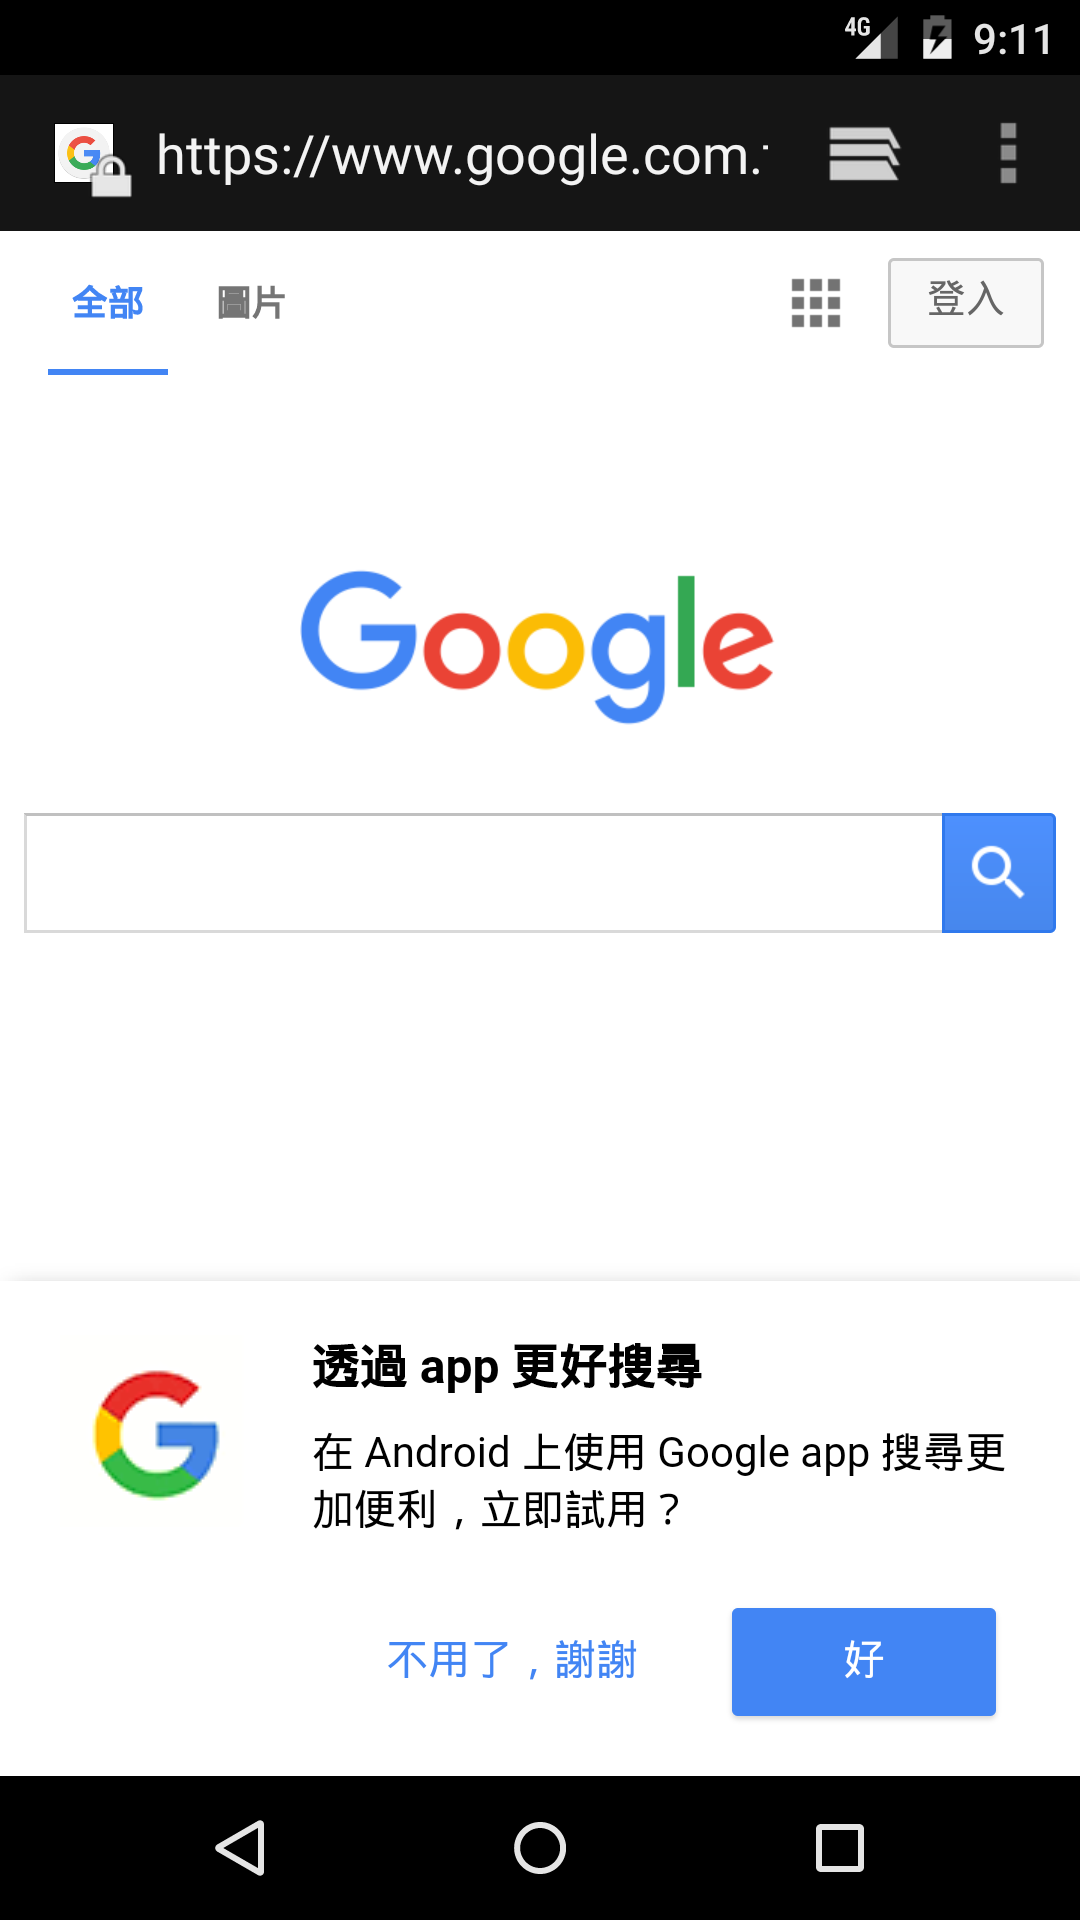 4G 9:11
https://www.google.com.
全部 圖片 登入
Google
透過 app 更好搜尋
在 Android 上使用 Google app 搜尋更
加便利，立即試用？
不用了，謝謝 好